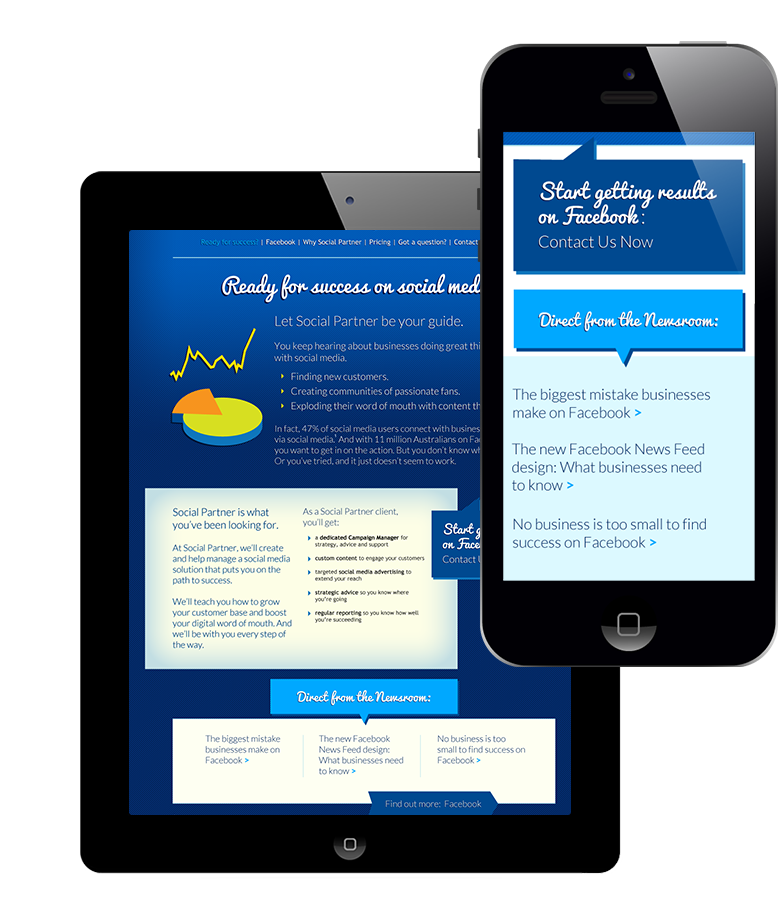 Ready for success? | Facebook | Why Social Partner | Pricing | Got a question? | Contact
Ready for success on social med
Let Social Partner be your guide.
You keep hearing about businesses doing great thi
with social media.
Finding new customers.
Creating communities of passionate fans.
Exploding their word of mouth with content th
In fact, 47% of social media users connect with busines
via social media.¹ And with 11 million Australians on Fac
you want to get in on the action. But you don't know wh
Or you've tried, and it just doesn't seem to work.
Social Partner is what
you've been looking for.
At Social Partner, we'll create
and help manage a social media
solution that puts you on the
path to success.
We'll teach you how to grow
your customer base and boost
your digital word of mouth. And
we'll be with you every step of
the way.
As a Social Partner client,
you'll get:
a dedicated Campaign Manager for
strategy, advice and support
custom content to engage your customers
targeted social media advertising to
extend your reach
strategic advice so you know where
you're going
regular reporting so you know how well
you're succeeding
Start g
on Faceb
Contact U
Direct from the Newsroom:
The biggest mistake
businesses make on
Facebook >
The new Facebook
News Feed design:
What businesses need
to know >
No business is too
small to find success on
Facebook >
Find out more: Facebook
Start getting results
on Facebook:
Contact Us Now
Direct from the Newsroom:
The biggest mistake businesses
make on Facebook >
The new Facebook News Feed
design: What businesses need
to know >
No business is too small to find
success on Facebook >